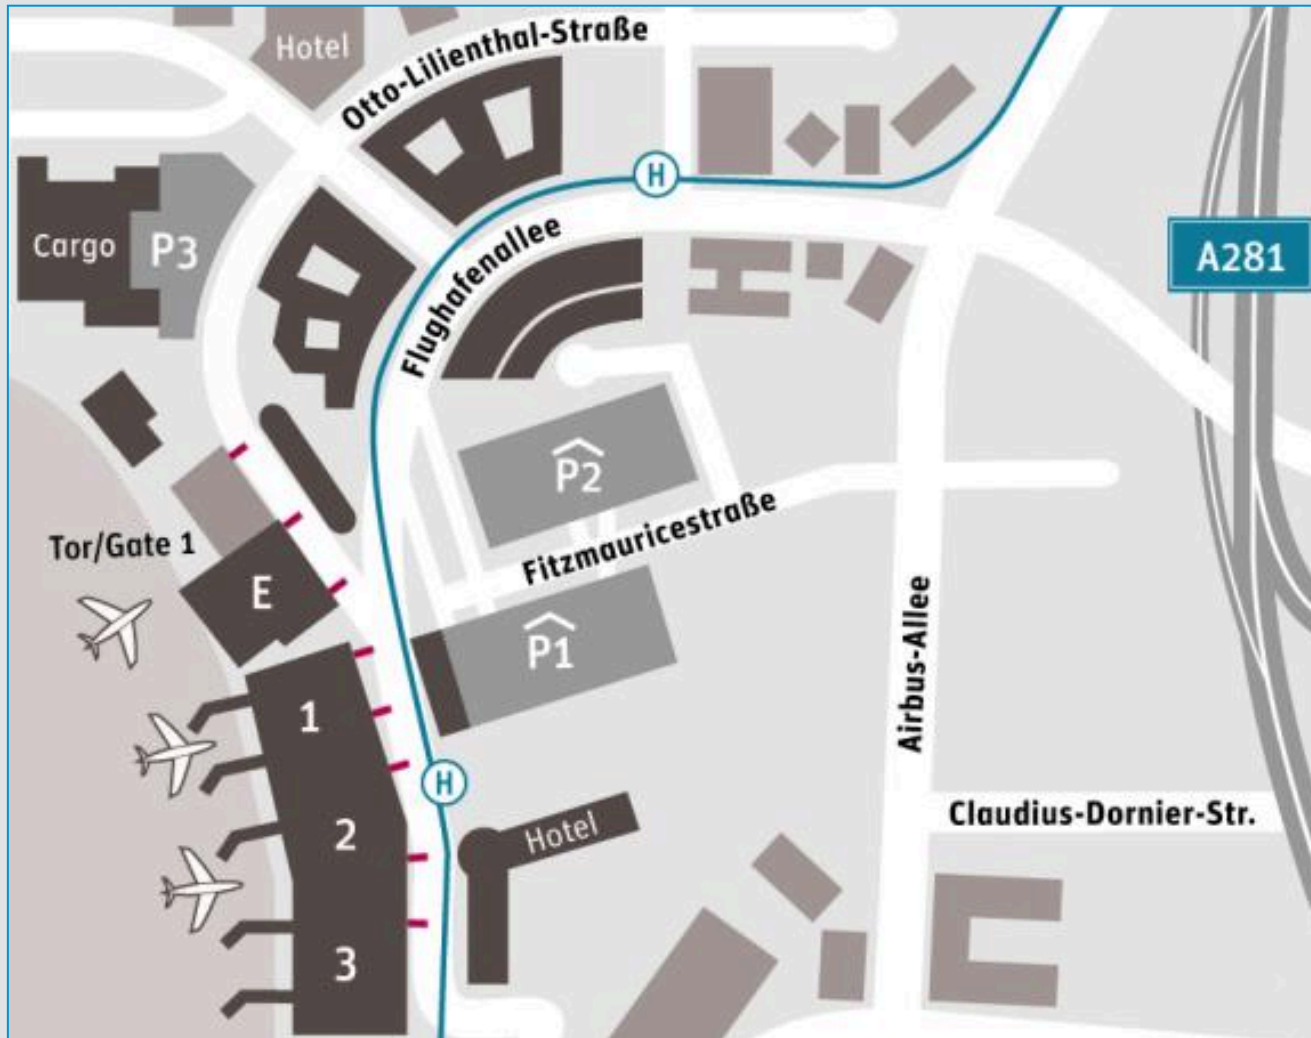 Hotel
Otto-Lilienthal-Straße
H
Cargo
P3
Flughafenallee
A281
P2
Tor/Gate 1
Fitzmauricestraße
E
P1
Airbus-Allee
1
H
2
Hotel
Claudius-Dornier-Str.
3